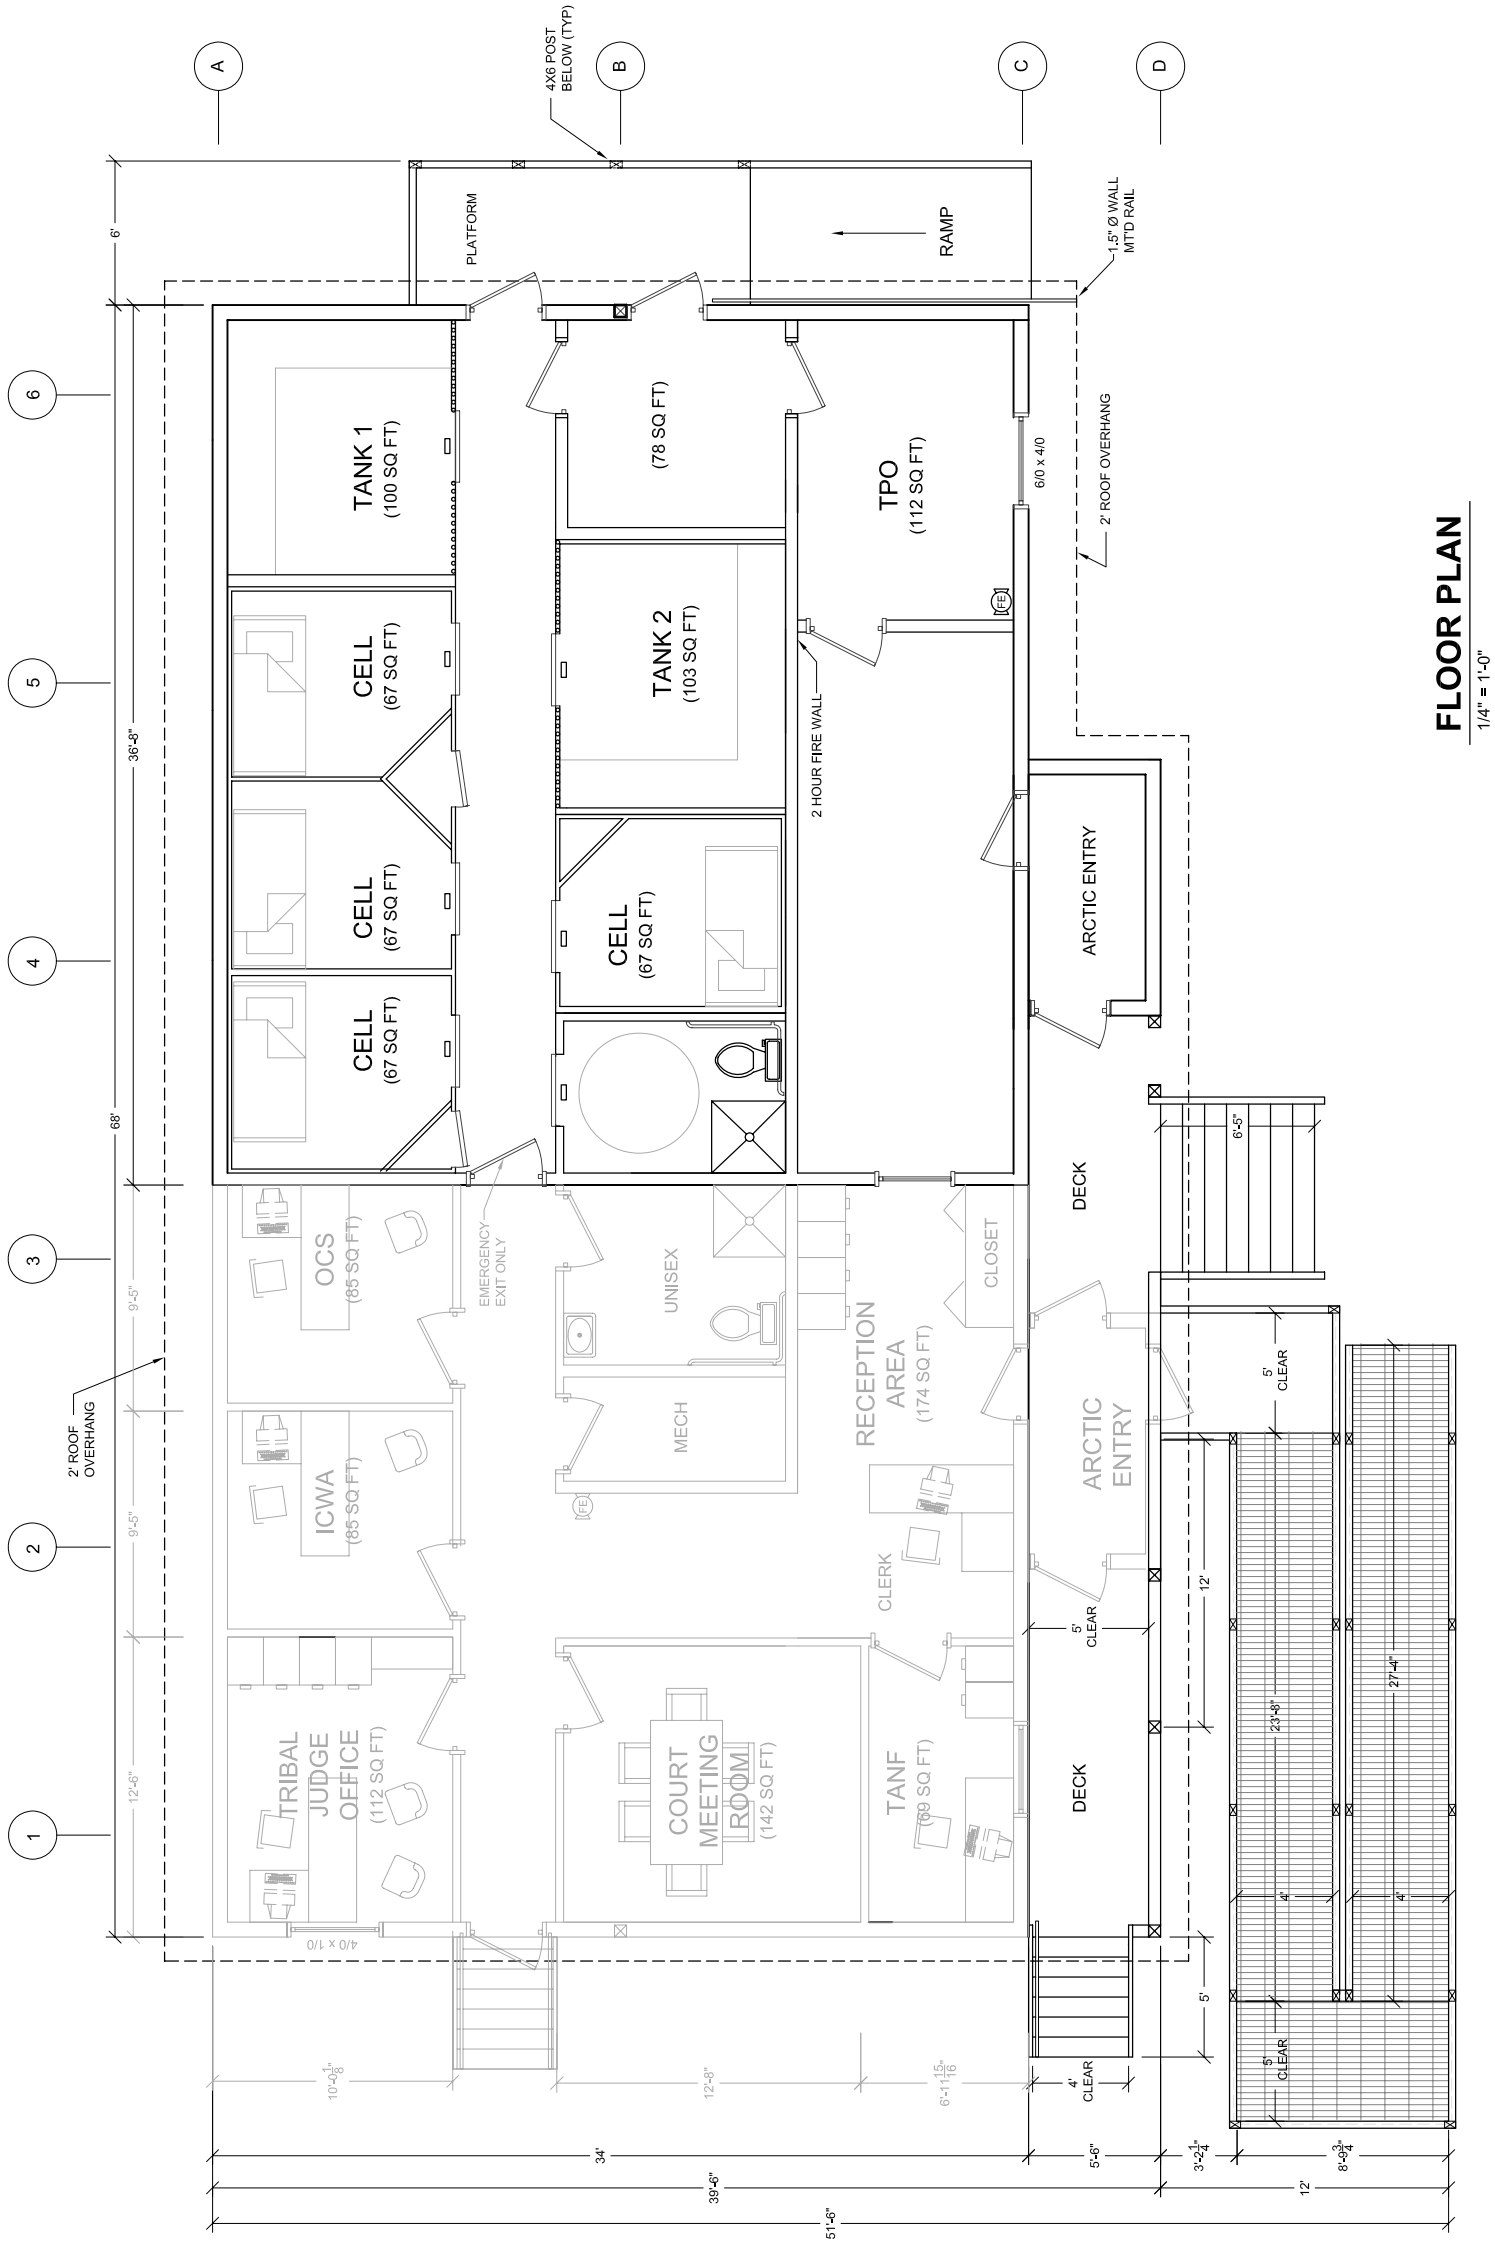 A
B
C
D
1
2
3
4
5
6
4X6 POST
BELOW (TYP)
6'
36'-8"
68'
9'-5"
9'-5"
12'-6"
2' ROOF
OVERHANG
PLATFORM
RAMP
1.5" Ø WALL
MT'D RAIL
TANK 1
(100 SQ FT)
CELL
(67 SQ FT)
CELL
(67 SQ FT)
CELL
(67 SQ FT)
(78 SQ FT)
TANK 2
(103 SQ FT)
CELL
(67 SQ FT)
TPO
(112 SQ FT)
6/0 x 4/0
2' ROOF OVERHANG
FE
2 HOUR FIRE WALL
ARCTIC ENTRY
OCS
(85 SQ FT)
EMERGENCY
EXIT ONLY
UNISEX
MECH
FE
ICWA
(85 SQ FT)
RECEPTION
AREA
(174 SQ FT)
CLOSET
CLERK
ARCTIC
ENTRY
DECK
6'-5"
TRIBAL
JUDGE
OFFICE
(112 SQ FT)
4/0 x 1/0
COURT
MEETING
ROOM
(142 SQ FT)
TANF
(69 SQ FT)
DECK
5'
CLEAR
12'
5'
CLEAR
23'-8"
27'-4"
4'
4'
5'
5'
CLEAR
4'
CLEAR
10'-0 1/8"
12'-8"
6'-11 15/16"
34'
5'-6"
3'-2 1/4"
8'-9 3/4"
39'-6"
12'
51'-6"
FLOOR PLAN
1/4" = 1'-0"